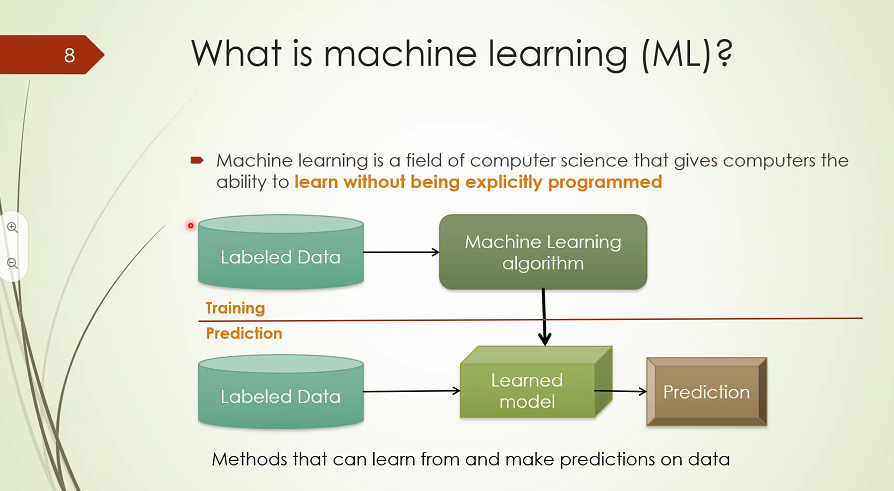 8
What is machine learning (ML)?
Machine learning is a field of computer science that gives computers the
ability to learn without being explicitly programmed
Labeled Data
Machine Learning
algorithm
Training
Prediction
Labeled Data
Learned
model
Prediction
Methods that can learn from and make predictions on data